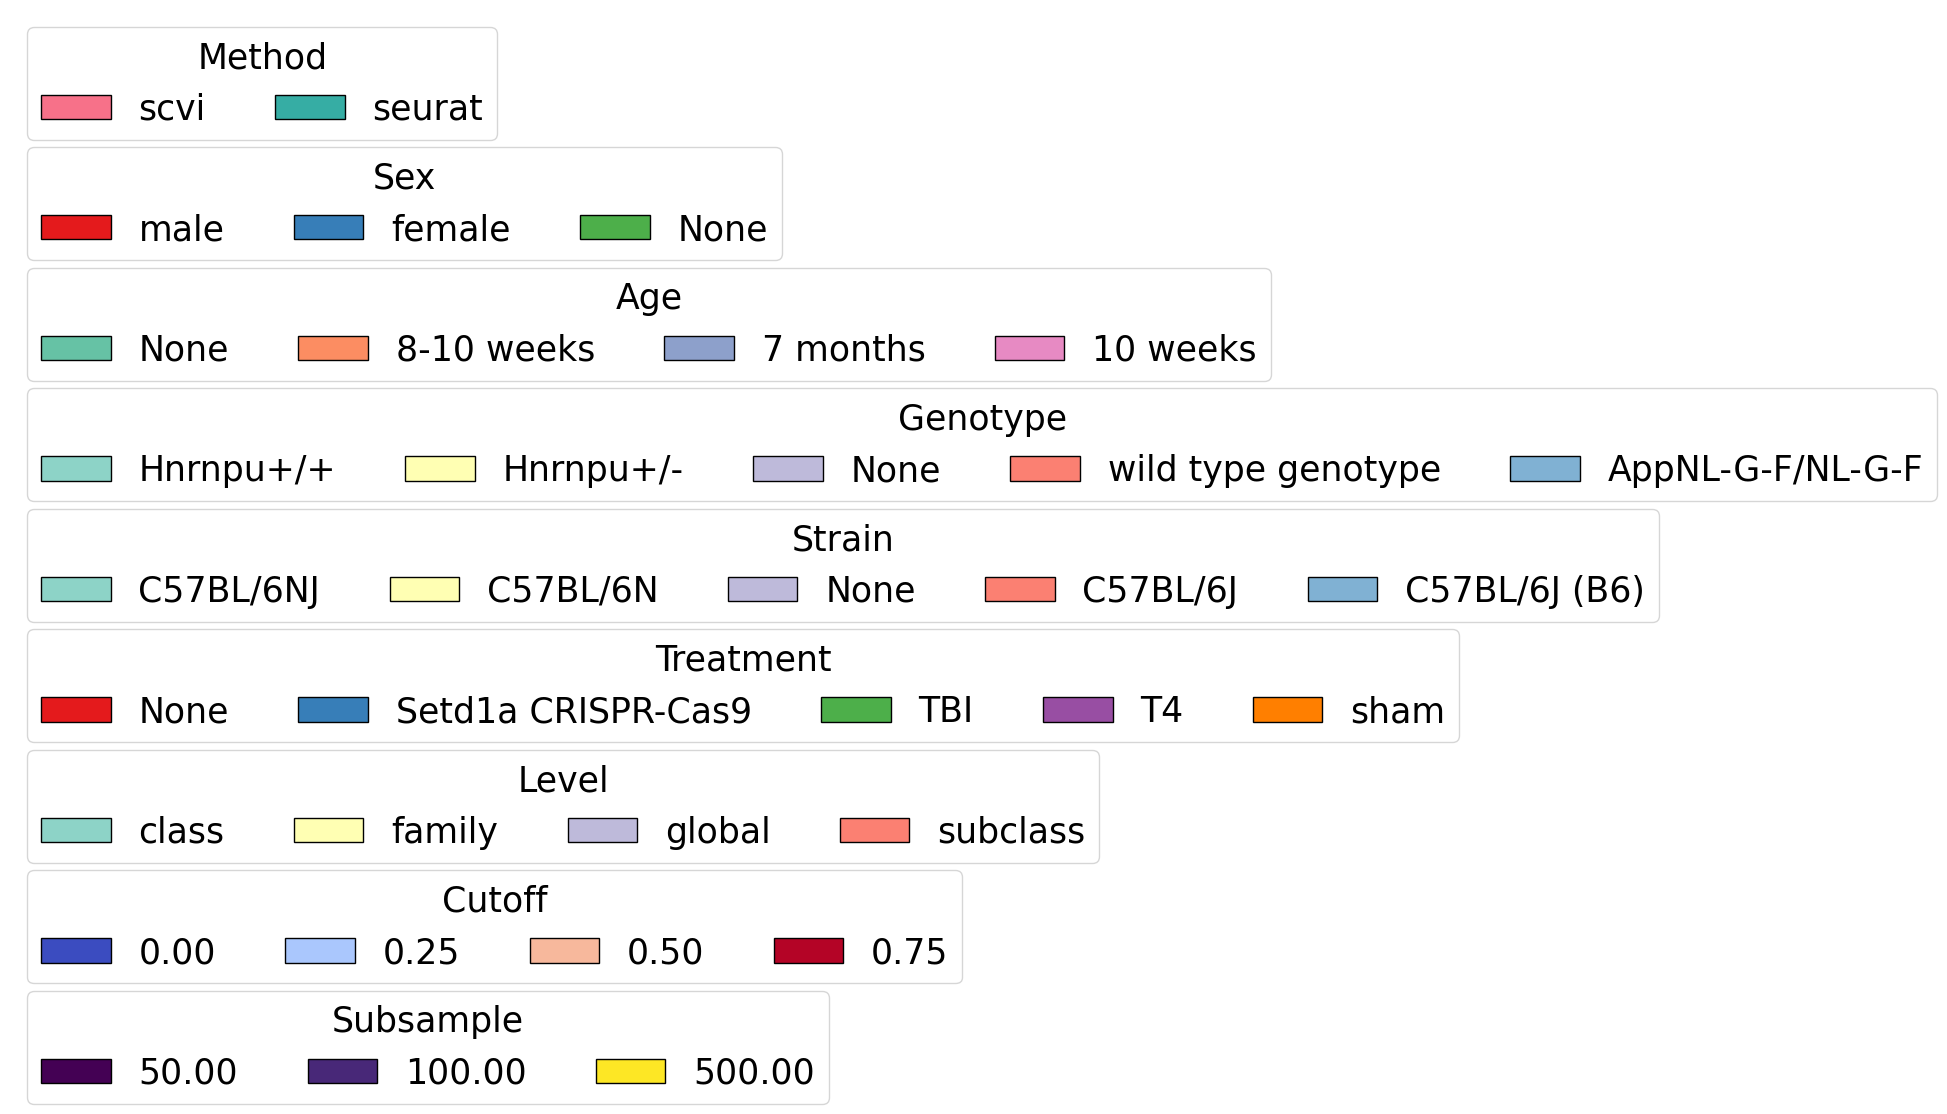 Method
scvi seurat
Sex
male female None
Age
None 8-10 weeks 7 months 10 weeks
Genotype
Hnrnpu+/+ Hnrnpu+/- None wild type genotype AppNL-G-F/NL-G-F
Strain
C57BL/6NJ C57BL/6N None C57BL/6J C57BL/6J (B6)
Treatment
None Setd1a CRISPR-Cas9 TBI T4 sham
Level
class family global subclass
Cutoff
0.00 0.25 0.50 0.75
Subsample
50.00 100.00 500.00